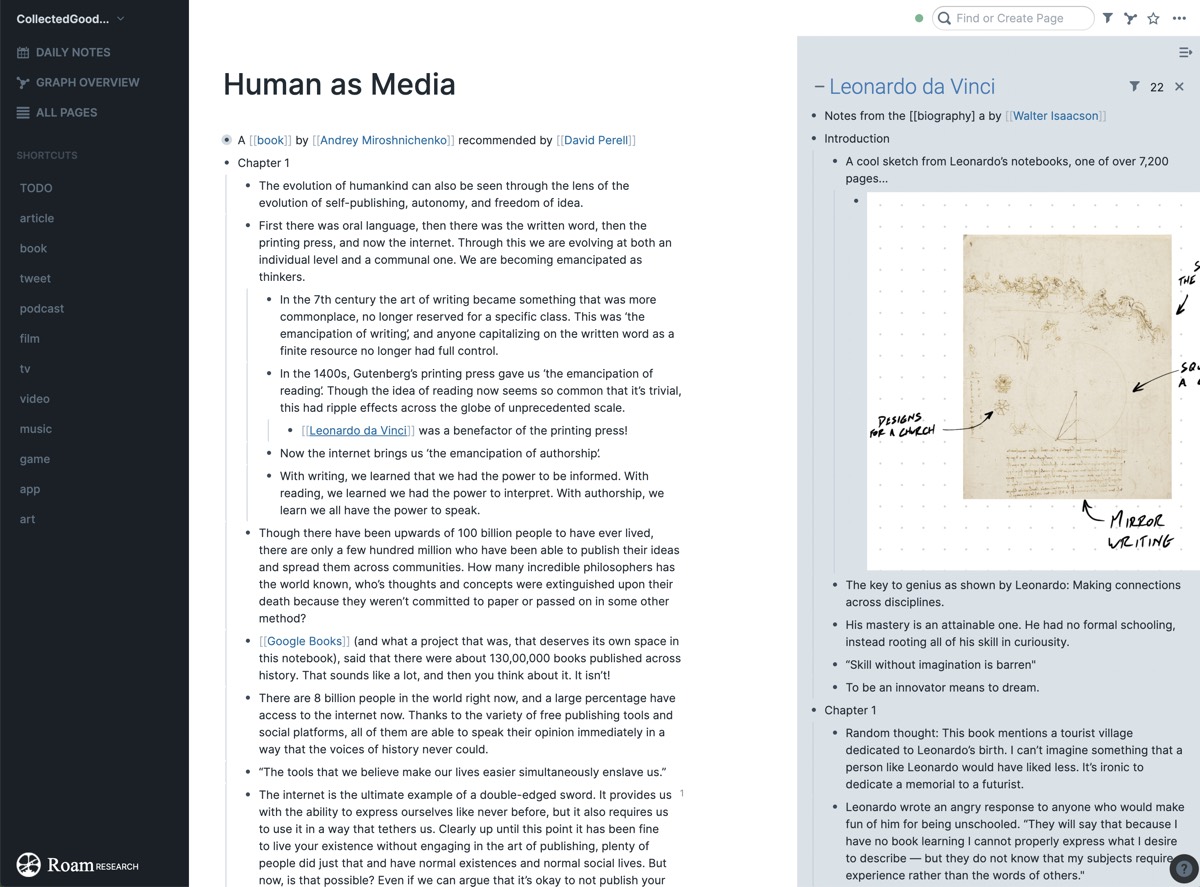 CollectedGood...
DAILY NOTES
GRAPH OVERVIEW
ALL PAGES
SHORTCUTS
TODO
article
book
tweet
podcast
film
tv
video
music
game
app
art
Roam RESEARCH
Find or Create Page
Human as Media
A [[book]] by [[Andrey Miroshnichenko]] recommended by [[David Perell]]
Chapter 1
The evolution of humankind can also be seen through the lens of the
evolution of self-publishing, autonomy, and freedom of idea.
First there was oral language, then there was the written word, then the
printing press, and now the internet. Through this we are evolving at both an
individual level and a communal one. We are becoming emancipated as
thinkers.
In the 7th century the art of writing became something that was more
commonplace, no longer reserved for a specific class. This was ‘the
emancipation of writing’, and anyone capitalizing on the written word as a
finite resource no longer had full control.
In the 1400s, Gutenberg’s printing press gave us ‘the emancipation of
reading’. Though the idea of reading now seems so common that it’s trivial,
this had ripple effects across the globe of unprecedented scale.
[[Leonardo da Vinci]] was a benefactor of the printing press!
Now the internet brings us ‘the emancipation of authorship’.
With writing, we learned that we had the power to be informed. With
reading, we learned we had the power to interpret. With authorship, we
learn we all have the power to speak.
Though there have been upwards of 100 billion people to have ever lived,
there are only a few hundred million who have been able to publish their ideas
and spread them across communities. How many incredible philosophers has
the world known, who’s thoughts and concepts were extinguished upon their
death because they weren’t committed to paper or passed on in some other
method?
[[Google Books]] (and what a project that was, that deserves its own space in
this notebook), said that there were about 130,00,000 books published across
history. That sounds like a lot, and then you think about it. It isn’t!
There are 8 billion people in the world right now, and a large percentage have
access to the internet now. Thanks to the variety of free publishing tools and
social platforms, all of them are able to speak their opinion immediately in a
way that the voices of history never could.
“The tools that we believe make our lives easier simultaneously enslave us.”
The internet is the ultimate example of a double-edged sword. It provides us 1
with the ability to express ourselves like never before, but it also requires us
to use it in a way that tethers us. Clearly up until this point it has been fine
to live your existence without engaging in the art of publishing, plenty of
people did just that and have normal existences and normal social lives. But
now, is that possible? Even if we can argue that it’s okay to not publish your
Leonardo da Vinci 22
Notes from the [[biography] a by [[Walter Isaacson]]
Introduction
A cool sketch from Leonardo’s notebooks, one of over 7,200
pages...
S
THE
SQU
A
DESIGNS
FOR A CHURCH
MIRROR
WRITING
The key to genius as shown by Leonardo: Making connections
across disciplines.
His mastery is an attainable one. He had no formal schooling,
instead rooting all of his skill in curiousity.
“Skill without imagination is barren"
To be an innovator means to dream.
Chapter 1
Random thought: This book mentions a tourist village
dedicated to Leonardo’s birth. I can’t imagine something that a
person like Leonardo would have liked less. It’s ironic to
dedicate a memorial to a futurist.
Leonardo wrote an angry response to anyone who would make
fun of him for being unschooled. “They will say that because I
have no book learning I cannot properly express what I desire
to describe — but they do not know that my subjects require
experience rather than the words of others."
?